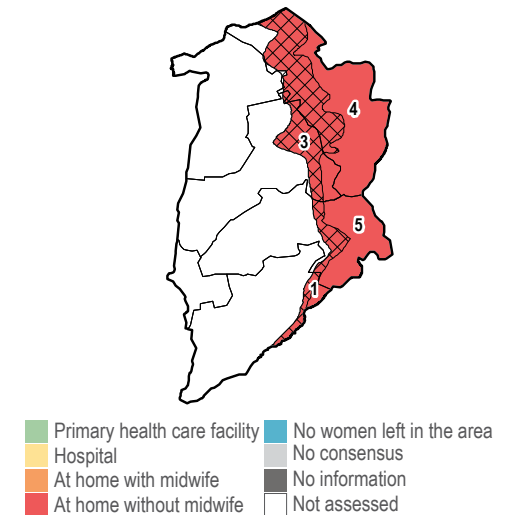 4
3
5
1
Primary health care facility
Hospital
At home with midwife
At home without midwife
No women left in the area
No consensus
No information
Not assessed